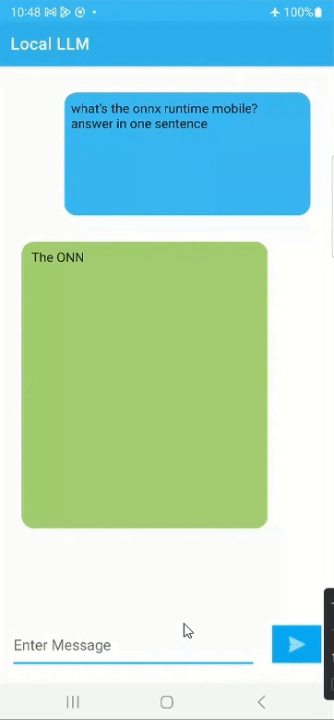 10:48 100%
Local LLM
what's the onnx runtime mobile?
answer in one sentence
The ONN
Enter Message